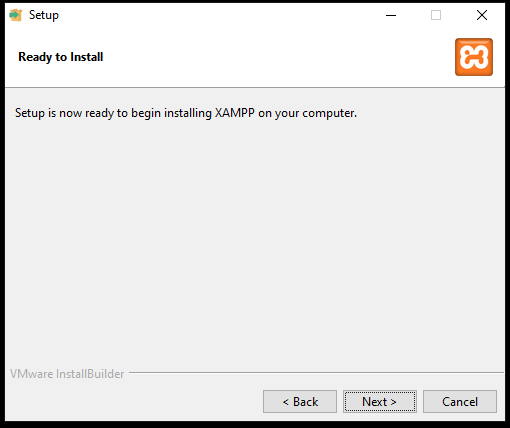 Setup
Ready to Install
Setup is now ready to begin installing XAMPP on your computer.
VMware InstallBuilder
< Back
Next >
Cancel